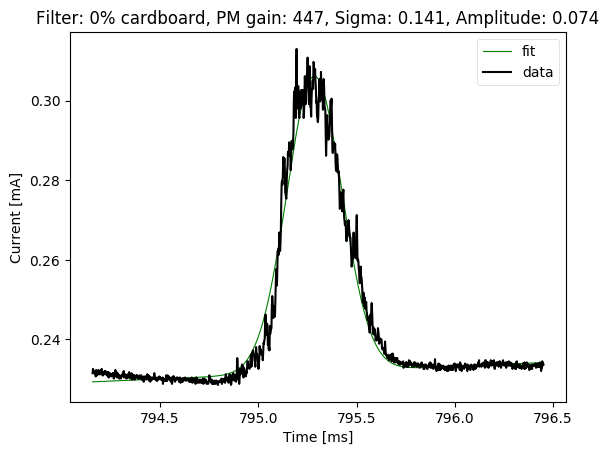 Filter: 0% cardboard, PM gain: 447, Sigma: 0.141, Amplitude: 0.074
fit
data
0.30
0.28
0.26
0.24
Current [mA]
794.5 795.0 795.5 796.0 796.5
Time [ms]